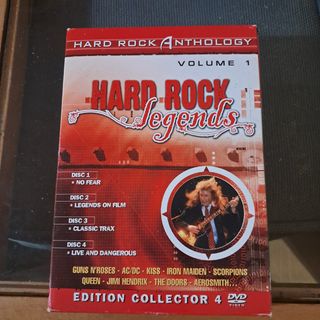 HARD ROCK ANTHOLOGY
VOLUME 1
HARD ROCK
legends
DISC 1
• NO FEAR
DISC 2
• LEGENDS ON FILM
DISC 3
• CLASSIC TRAX
DISC 4
• LIVE AND DANGEROUS
GUNS N'ROSES - AC/DC - KISS - IRON MAIDEN - SCORPIONS
QUEEN - JIMI HENDRIX - THE DOORS - AEROSMITH...
EDITION COLLECTOR 4 DVD
VIDEO